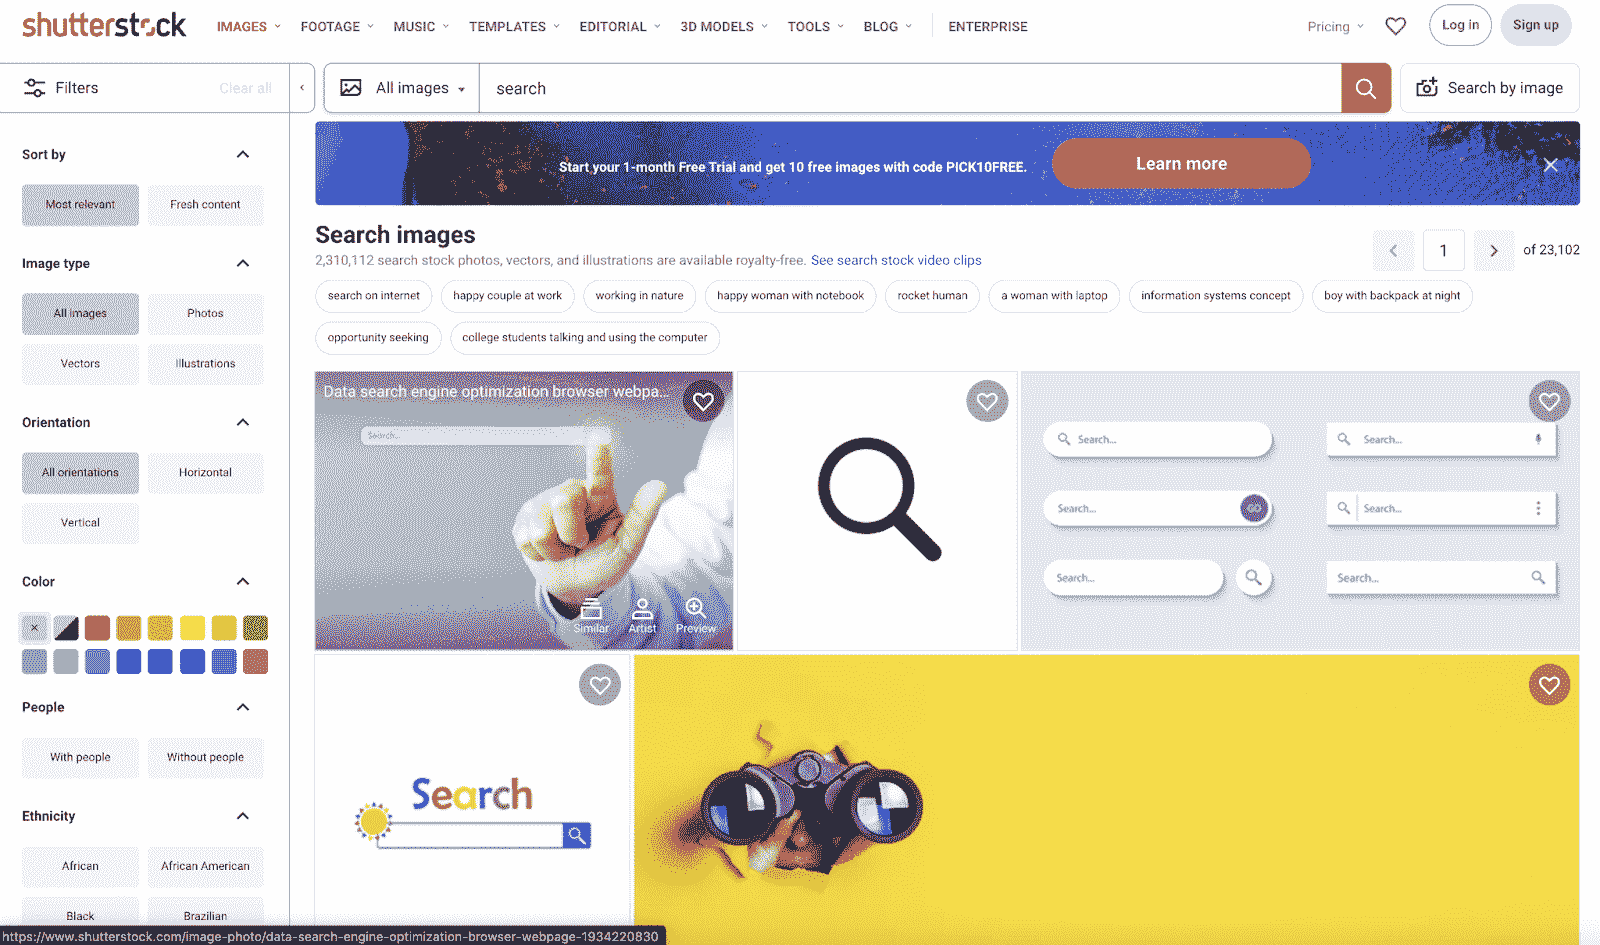 shutterstock
IMAGES FOOTAGE MUSIC TEMPLATES EDITORIAL 3D MODELS TOOLS BLOG ENTERPRISE Pricing Log in Sign up
Filters Clear all
All images search Search by image
Start your 1-month Free Trial and get 10 free images with code PICK10FREE. Learn more
Sort by
Most relevant Fresh content
Image type
All images Photos
Vectors Illustrations
Orientation
All orientations Horizontal
Vertical
Color
People
With people Without people
Ethnicity
African African American
Black Brazilian
Search images
1 of 23,102
2,310,112 search stock photos, vectors, and illustrations are available royalty-free. See search stock video clips
search on internet happy couple at work working in nature happy woman with notebook rocket human a woman with laptop information systems concept boy with backpack at night
opportunity seeking college students talking and using the computer
Data search engine optimization browser webpa...
Search...
Similar Artist Preview
Search... Search...
Search... GO Search...
Search... Search...
Search
https://www.shutterstock.com/image-photo/data-search-engine-optimization-browser-webpage-1934220830